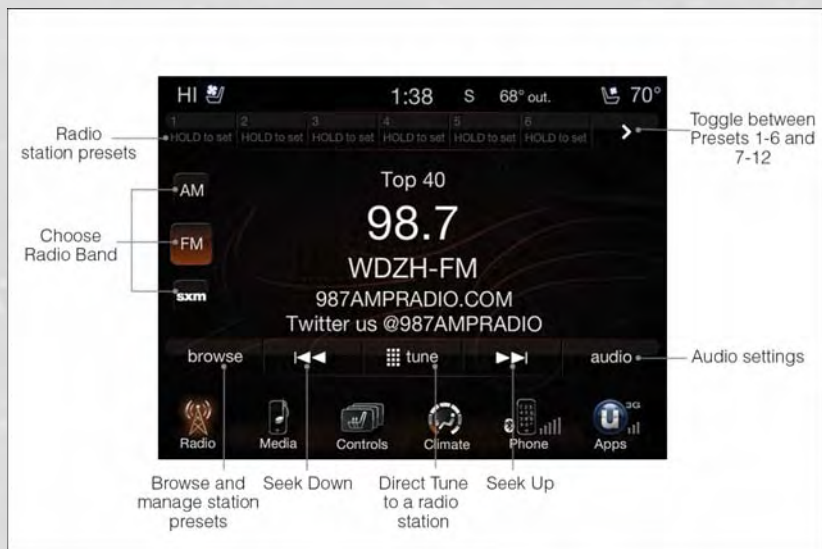 HI 1:38 S 68° out. 70°
1 2 3 4 5 6
HOLD to set HOLD to set HOLD to set HOLD to set HOLD to set HOLD to set
Radio
station presets
Toggle between
Presets 1-6 and
7-12
AM
Top 40
98.7
Choose
Radio Band
FM
WDZH-FM
sxm
987AMPRADIO.COM
Twitter us @987AMPRADIO
browse tune audio
Audio settings
3G
Radio Media Controls Climate Phone Apps
Browse and
manage station
presets
Seek Down
Direct Tune
to a radio
station
Seek Up